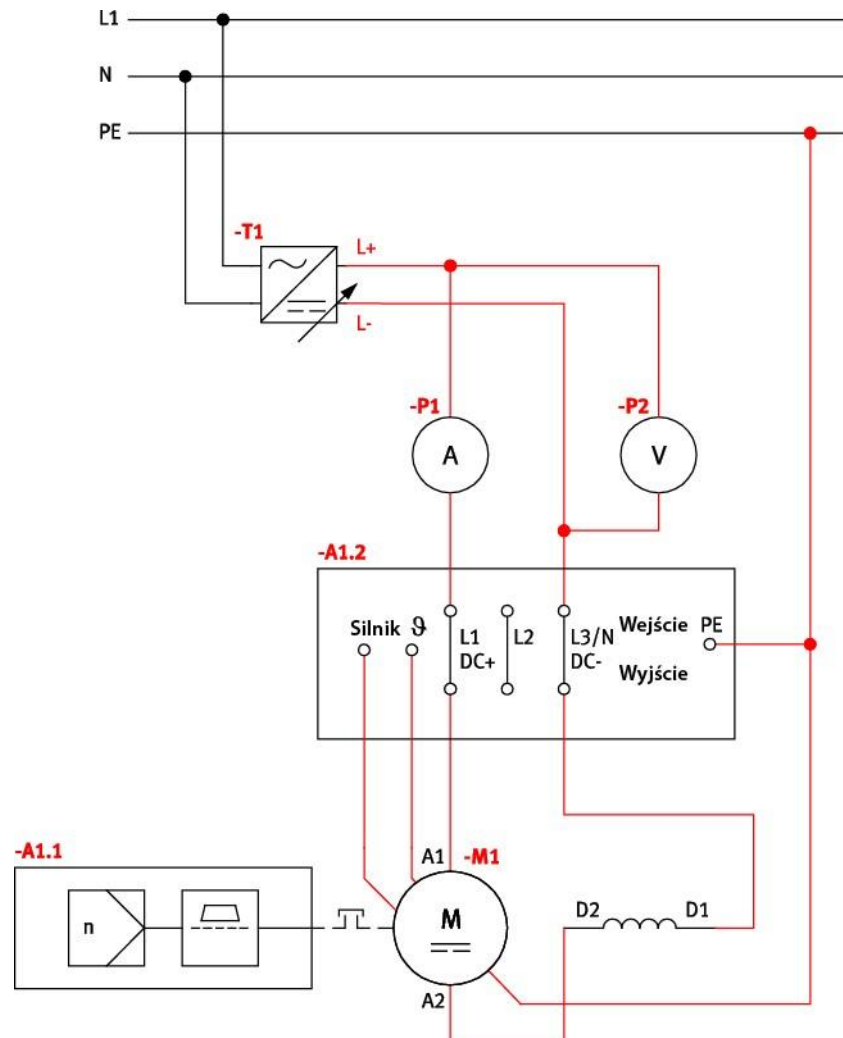 L1
N
PE
-T1
L+
L-
-P1
-P2
A
V
-A1.2
Silnik ϑ
L1
DC+
L2
L3/N
DC-
Wejście
PE
Wyjście
-A1.1
A1
-M1
n
M
D2
D1
A2